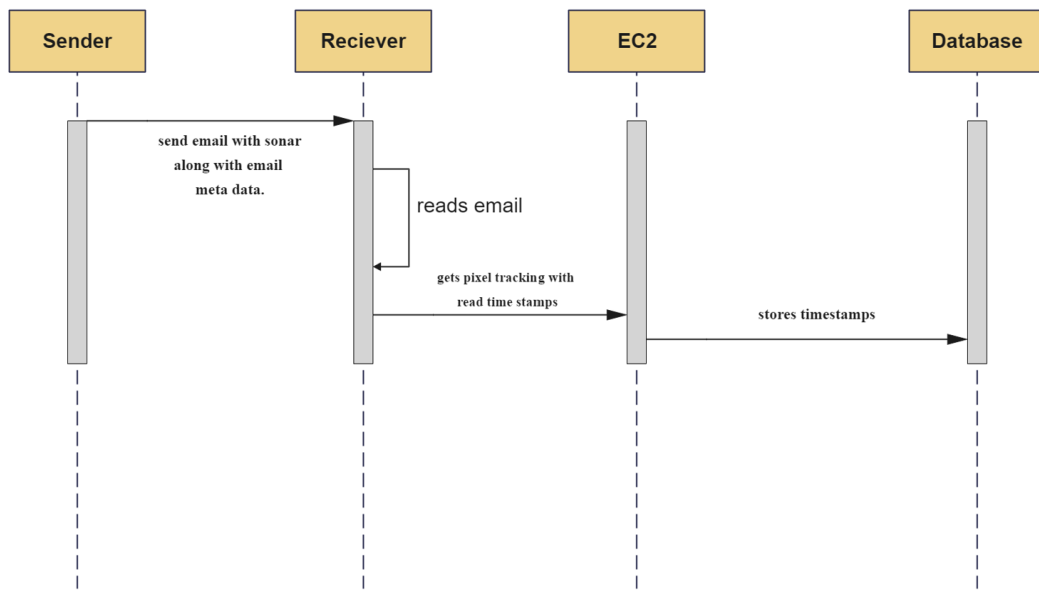 Sender
Reciever
EC2
Database
send email with sonar
along with email
meta data.
reads email
gets pixel tracking with
read time stamps
stores timestamps